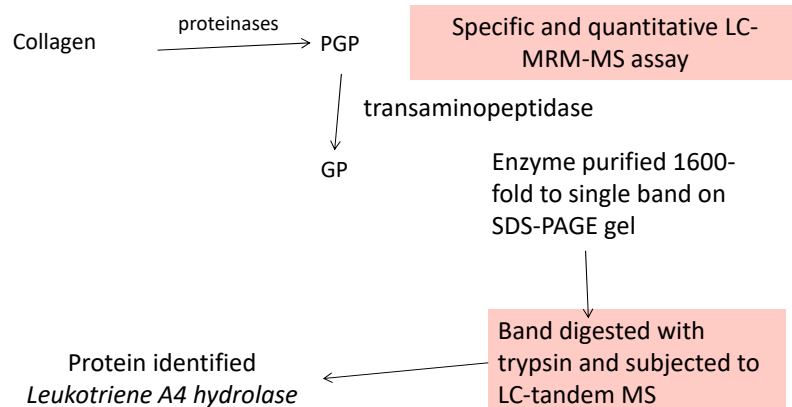 Collagen
proteinases
PGP
Specific and quantitative LC-
MRM-MS assay
transaminopeptidase
GP
Enzyme purified 1600-
fold to single band on
SDS-PAGE gel
Band digested with
trypsin and subjected to
LC-tandem MS
Protein identified
Leukotriene A4 hydrolase